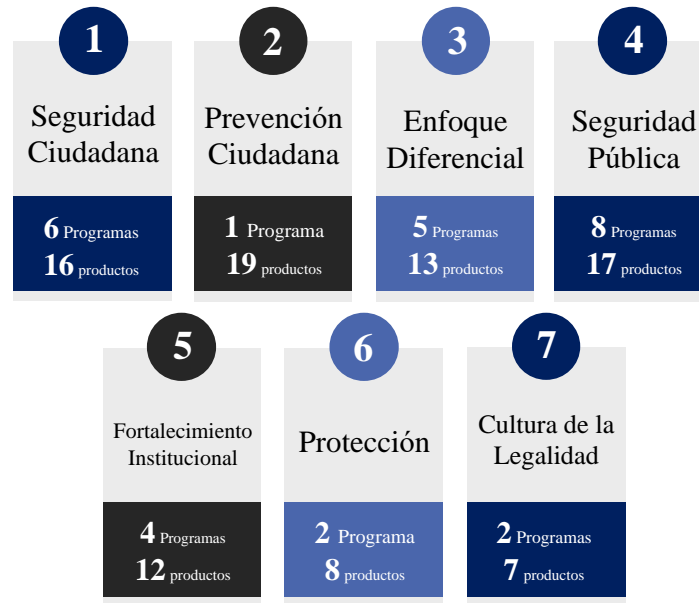 1
Seguridad
Ciudadana
6 Programas
16 productos
2
Prevención
Ciudadana
1 Programa
19 productos
3
Enfoque
Diferencial
5 Programas
13 productos
4
Seguridad
Pública
8 Programas
17 productos
5
Fortalecimiento
Institucional
4 Programas
12 productos
6
Protección
2 Programa
8 productos
7
Cultura de la
Legalidad
2 Programas
7 productos